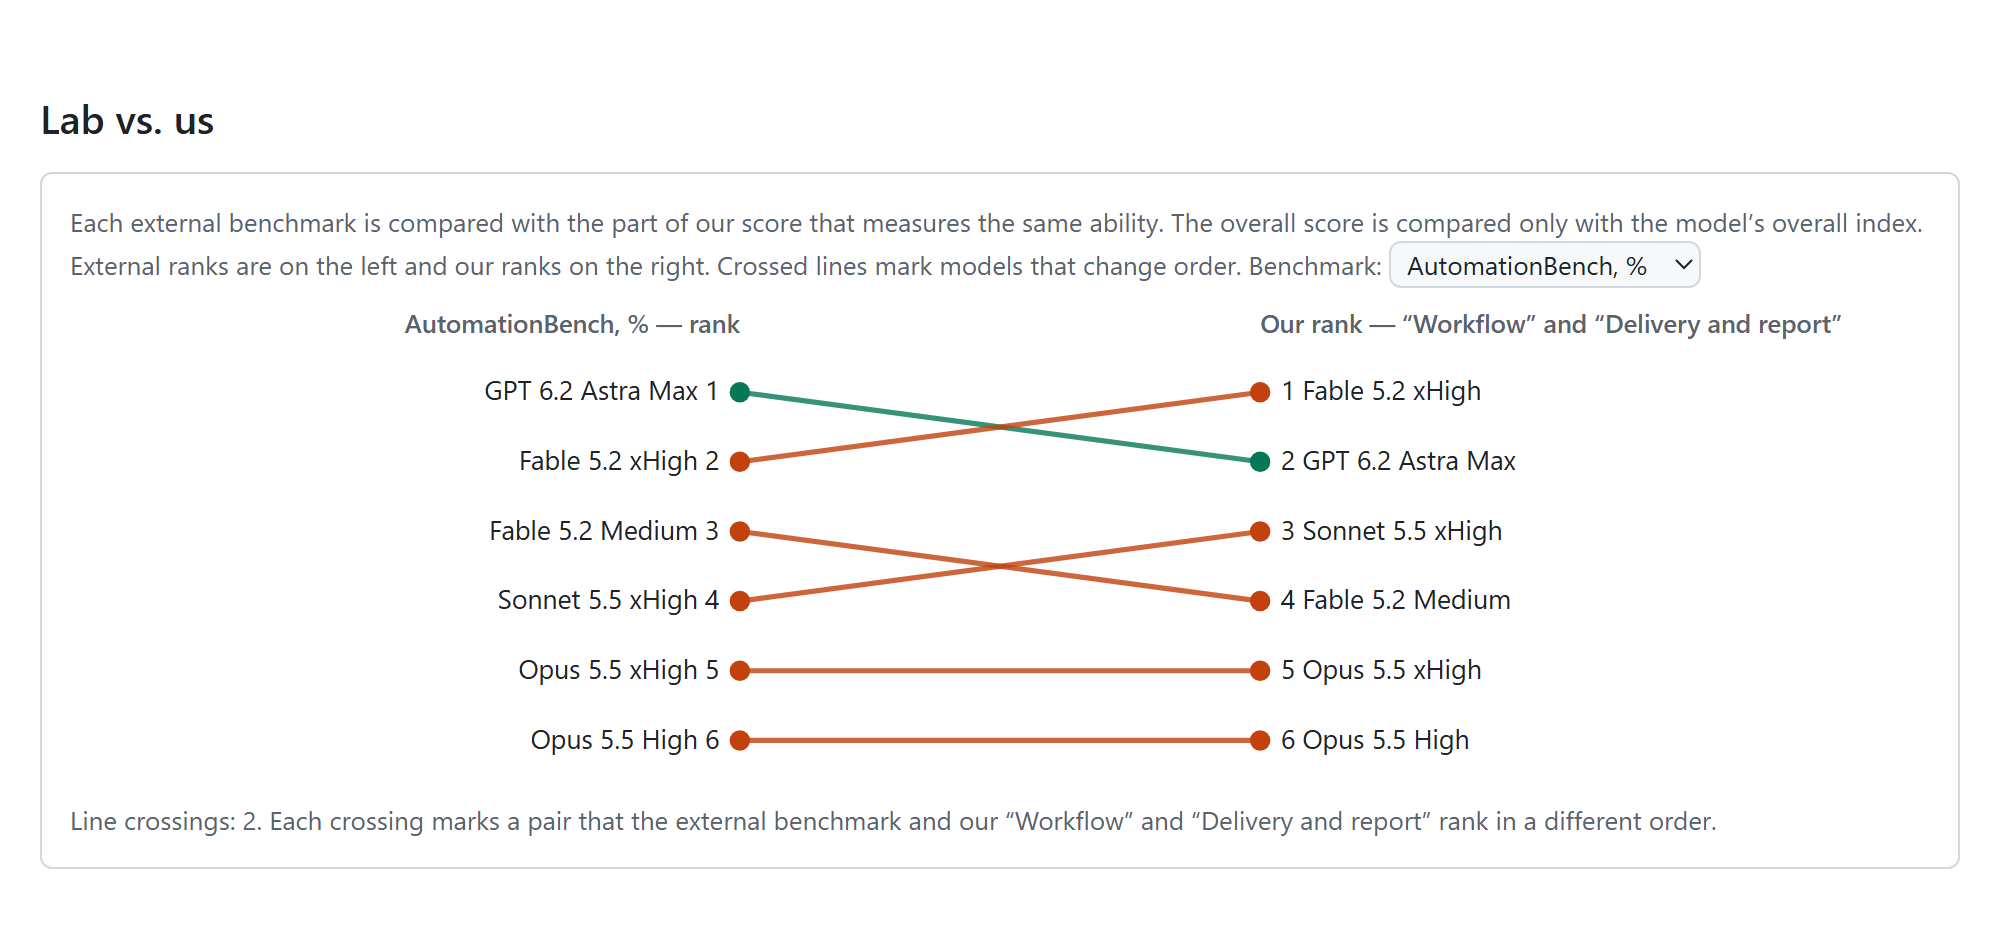 Lab vs. us
Each external benchmark is compared with the part of our score that measures the same ability. The overall score is compared only with the model’s overall index.
External ranks are on the left and our ranks on the right. Crossed lines mark models that change order. Benchmark: AutomationBench, %
AutomationBench, % — rank
Our rank — “Workflow” and “Delivery and report”
GPT 6.2 Astra Max 1
1 Fable 5.2 xHigh
Fable 5.2 xHigh 2
2 GPT 6.2 Astra Max
Fable 5.2 Medium 3
3 Sonnet 5.5 xHigh
Sonnet 5.5 xHigh 4
4 Fable 5.2 Medium
Opus 5.5 xHigh 5
5 Opus 5.5 xHigh
Opus 5.5 High 6
6 Opus 5.5 High
Line crossings: 2. Each crossing marks a pair that the external benchmark and our “Workflow” and “Delivery and report” rank in a different order.